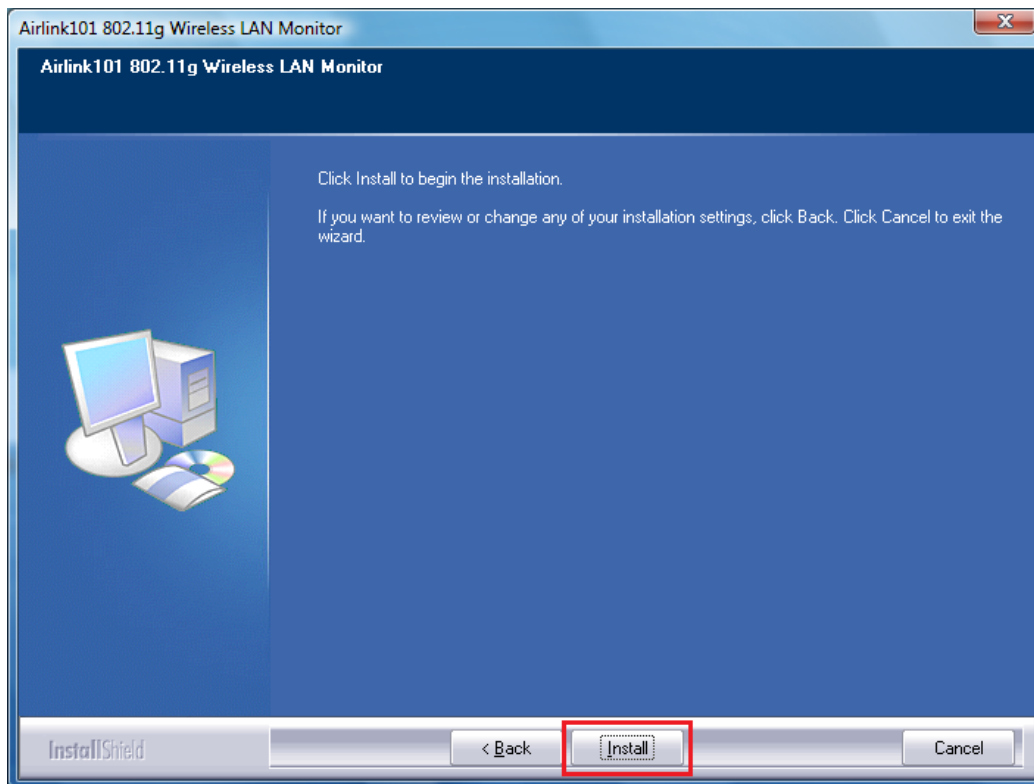 Airlink101 802.11g Wireless LAN Monitor
X
Airlink101 802.11g Wireless LAN Monitor
Click Install to begin the installation.
If you want to review or change any of your installation settings, click Back. Click Cancel to exit the
wizard.
InstallShield
< Back
Install
Cancel